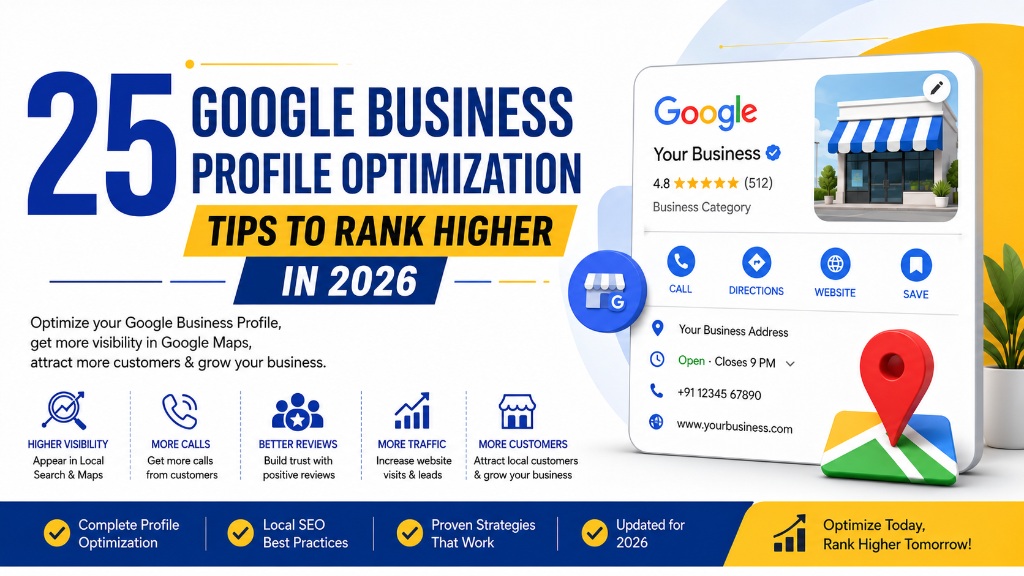 25
GOOGLE BUSINESS
PROFILE OPTIMIZATION
TIPS TO RANK HIGHER
IN 2026
Optimize your Google Business Profile,
get more visibility in Google Maps,
attract more customers & grow your business.
HIGHER VISIBILITY
Appear in Local
Search & Maps
MORE CALLS
Get more calls
from customers
BETTER REVIEWS
Build trust with
positive reviews
MORE TRAFFIC
Increase website
visits & leads
MORE CUSTOMERS
Attract local customers
& grow your business
Google
Your Business
4.8 ★★★★★ (512)
Business Category
CALL
DIRECTIONS
WEBSITE
SAVE
G
Your Business Address
Open · Closes 9 PM
+91 12345 67890
www.yourbusiness.com
Complete Profile
Optimization
Local SEO
Best Practices
Proven Strategies
That Work
Updated for
2026
Optimize Today,
Rank Higher Tomorrow!